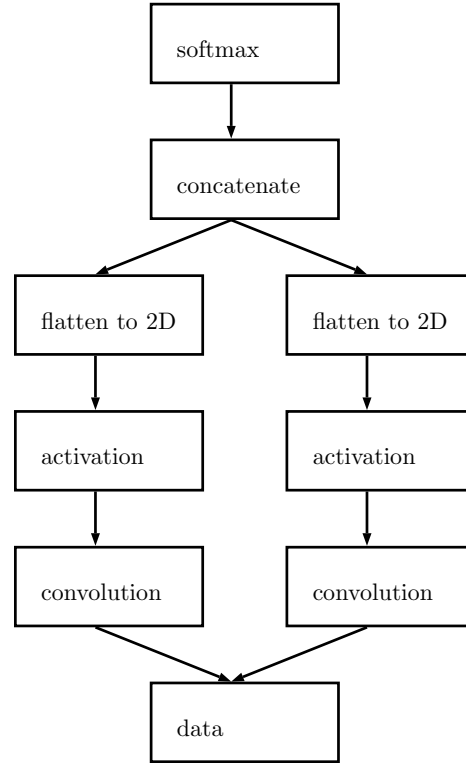 softmax
concatenate
flatten to 2D
flatten to 2D
activation
activation
convolution
convolution
data